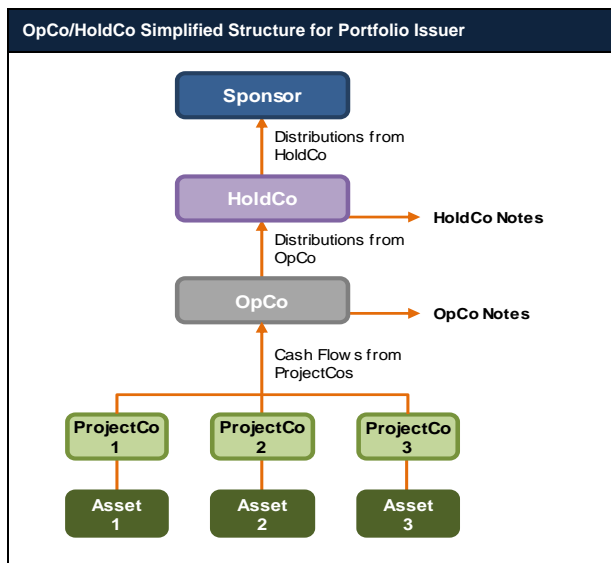 OpCo/HoldCo Simplified Structure for Portfolio Issuer
Sponsor
Distributions from
HoldCo
HoldCo
HoldCo Notes
Distributions from
OpCo
OpCo
OpCo Notes
Cash Flows from
ProjectCos
ProjectCo
1
ProjectCo
2
ProjectCo
3
Asset
1
Asset
2
Asset
3